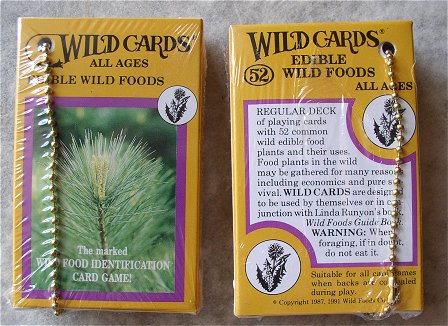 WILD CARDS
ALL AGES
EDIBLE WILD FOODS
The marked
WILD FOOD IDENTIFICATION
CARD GAME!
WILD CARDS®
52
EDIBLE
WILD FOODS
ALL AGES
REGULAR DECK
of playing cards
with 52 common
wild edible food
plants and their uses.
Food plants in the wild
may be gathered for many reasons
including economics and pure sur-
vival. WILD CARDS are designed
to be used by themselves or in con-
junction with Linda Runyon's book,
Wild Foods Guide Book.
WARNING: When
foraging, if in doubt,
do not eat it.
Suitable for all card games
when backs are concealed
during play.
® Copyright 1987, 1991 Wild Foods Co.